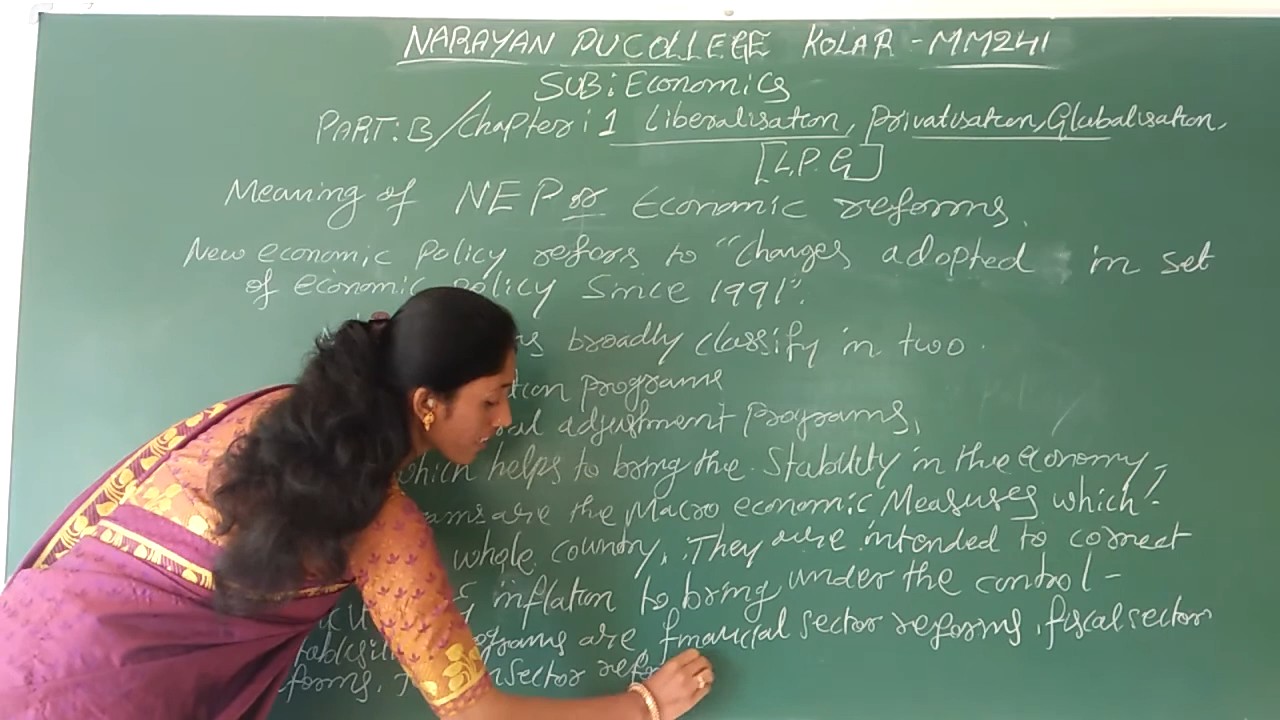 NARAYAN PUCOLLEGE KOLAR - MM241
SUB: Economics
PART: B/Chapter: 1 Liberalisation, Privatisation, Globalisation,
[L.P.G]
Meaning of NEP or Economic reforms.
New economic Policy refers to "Changes adopted in set
of Economic Policy Since 1991".
broadly classify in two.
programs
adjustment Programs,
which helps to bring the Stability in the economy,
are the Macro economic Measures which-
whole country. They are intended to correct
& inflation to bring under the control-
programs are financial sector reforms, fiscal sector
forms, sector